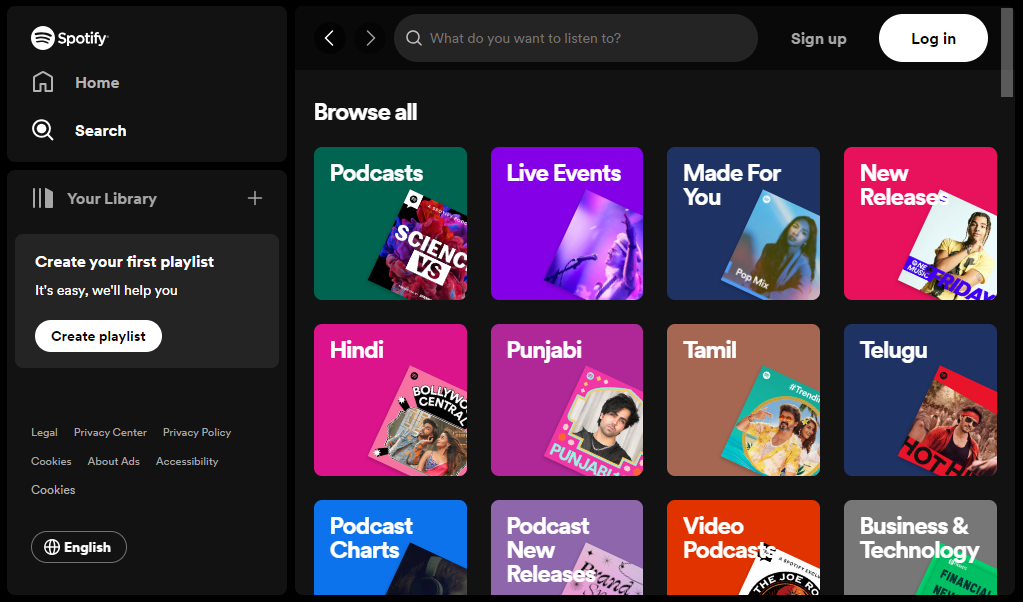 Spotify
Home
Search
Your Library
Create your first playlist
It's easy, we'll help you
Create playlist
Legal Privacy Center Privacy Policy
Cookies About Ads Accessibility
Cookies
English
What do you want to listen to?
Sign up
Log in
Browse all
Podcasts
SCIENC
VS
Live Events
Made For
You
Pop Mix
New
Releases
FRIDAY
Hindi
BOLLYWO
CENTRAL
Punjabi
PUNJABI
Tamil
#Trendi
Telugu
HOT HI
Podcast
Charts
Podcast
New
Releases
Brand
Video
Podcasts
THE JOE RO
Business &
Technology
FINANCIAL
NEW